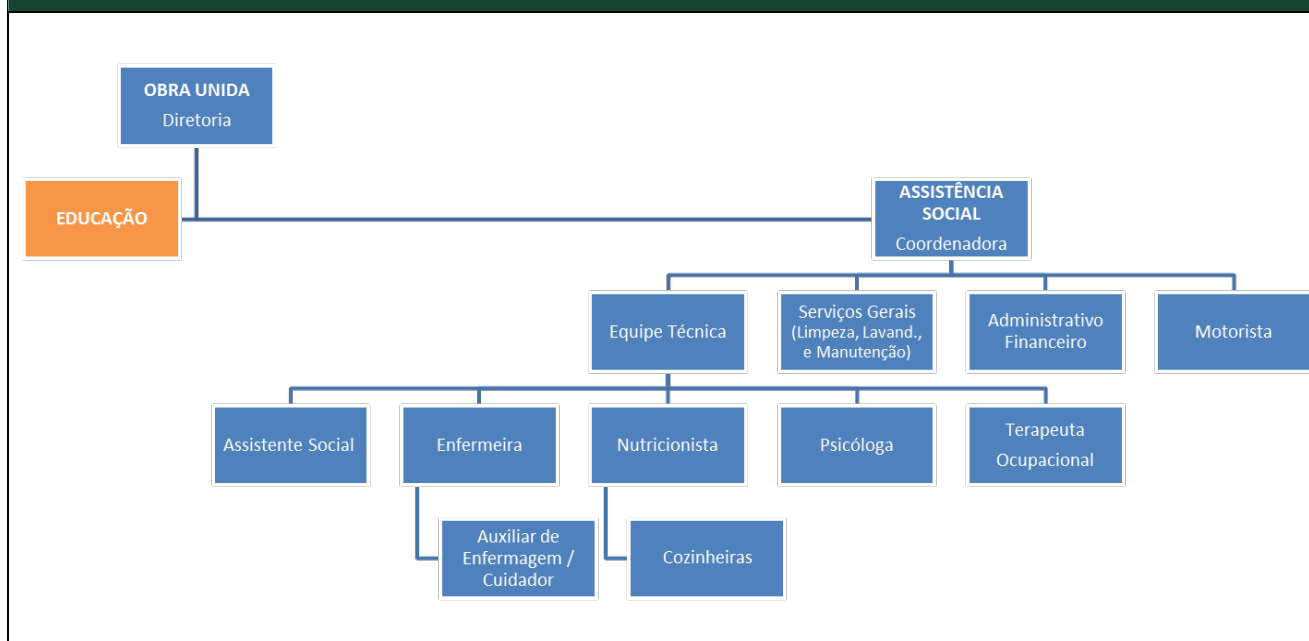 OBRA UNIDA
Diretoria
EDUCAÇÃO
ASSISTÊNCIA
SOCIAL
Coordenadora
Equipe Técnica
Serviços Gerais
(Limpeza, Lavand.,
e Manutenção)
Administrativo
Financeiro
Motorista
Assistente Social
Enfermeira
Nutricionista
Psicóloga
Terapeuta
Ocupacional
Auxiliar de
Enfermagem /
Cuidador
Cozinheiras